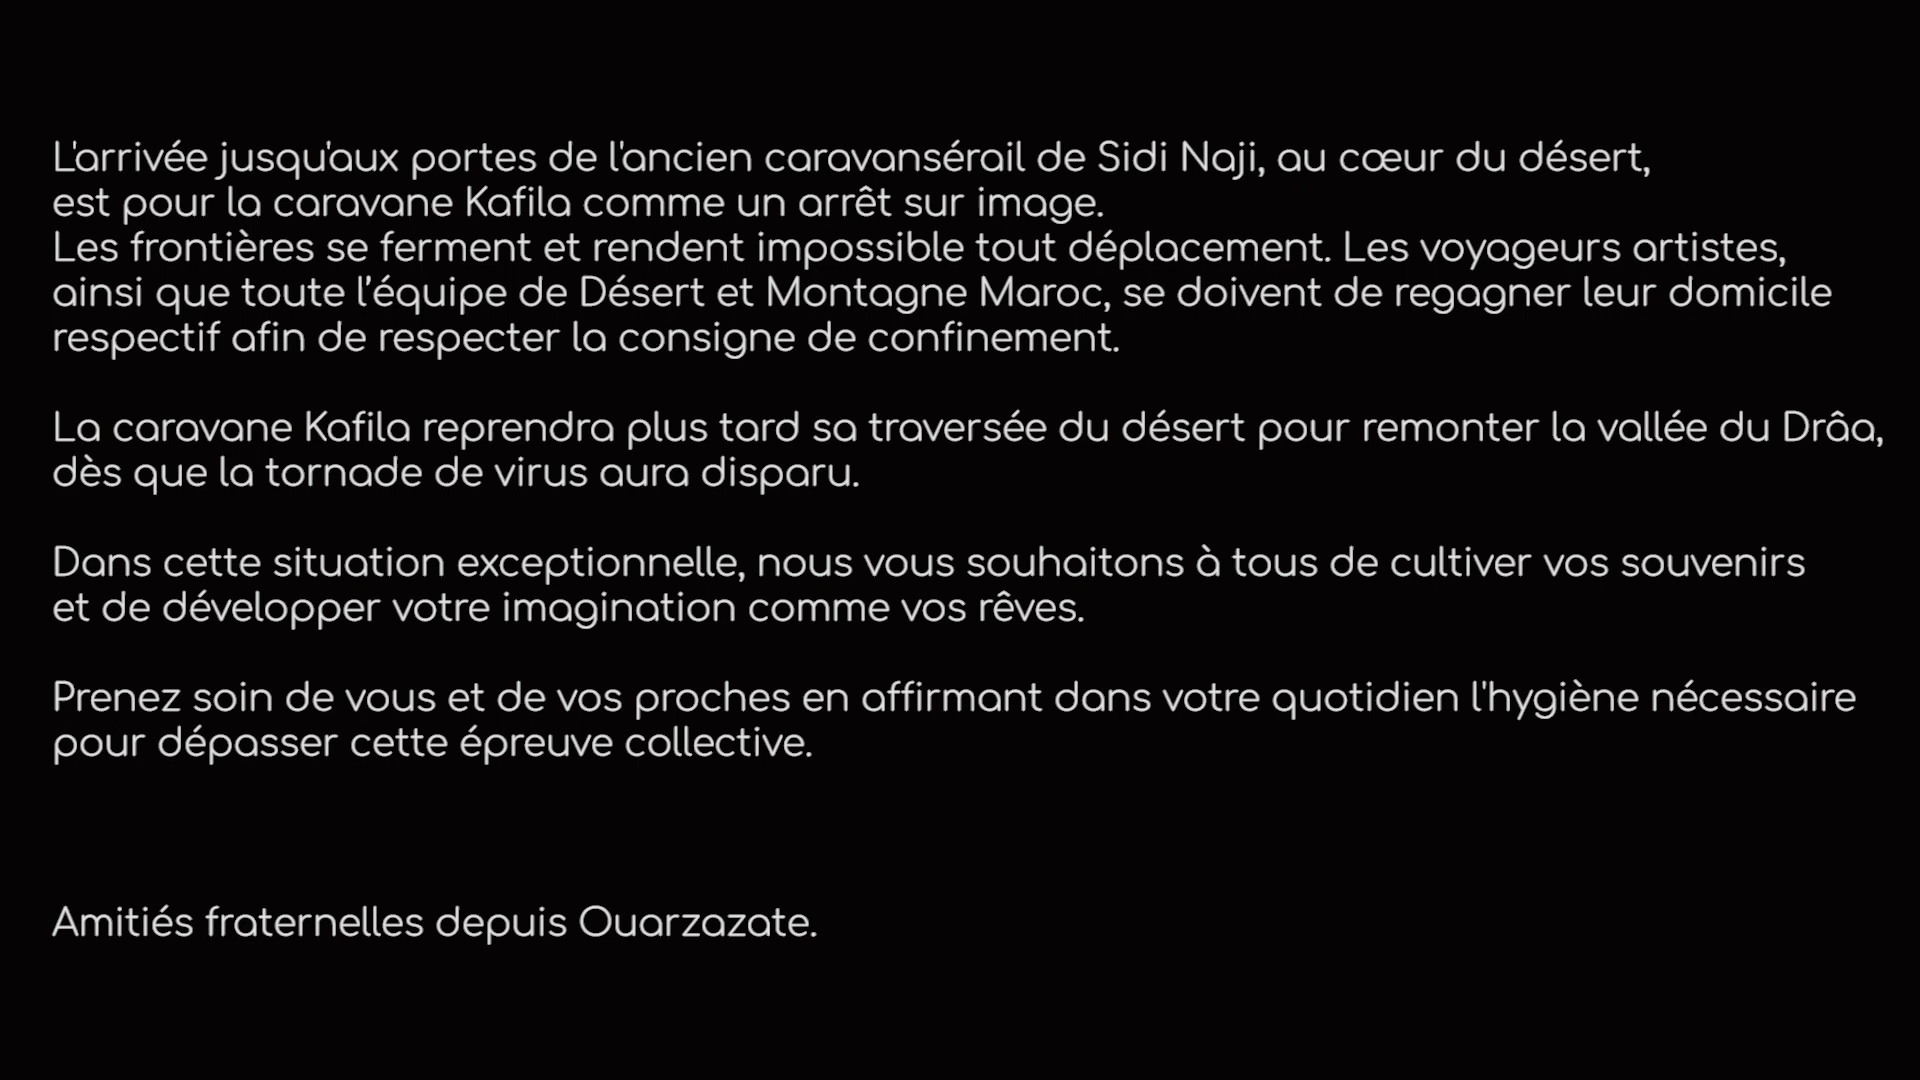 L'arrivée jusqu'aux portes de l'ancien caravansérail de Sidi Naji, au cœur du désert,
est pour la caravane Kafila comme un arrêt sur image.
Les frontières se ferment et rendent impossible tout déplacement. Les voyageurs artistes,
ainsi que toute l’équipe de Désert et Montagne Maroc, se doivent de regagner leur domicile
respectif afin de respecter la consigne de confinement.
La caravane Kafila reprendra plus tard sa traversée du désert pour remonter la vallée du Drâa,
dès que la tornade de virus aura disparu.
Dans cette situation exceptionnelle, nous vous souhaitons à tous de cultiver vos souvenirs
et de développer votre imagination comme vos rêves.
Prenez soin de vous et de vos proches en affirmant dans votre quotidien l'hygiène nécessaire
pour dépasser cette épreuve collective.
Amitiés fraternelles depuis Ouarzazate.